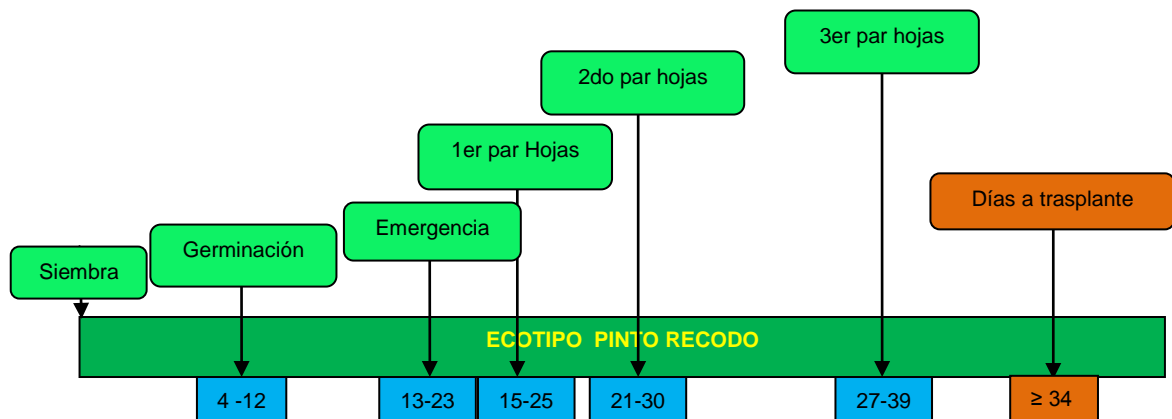 3er par hojas
2do par hojas
1er par Hojas
Días a trasplante
Emergencia
Germinación
Siembra
ECOTIPO PINTO RECODO
4 -12
13-23
15-25
21-30
27-39
≥ 34